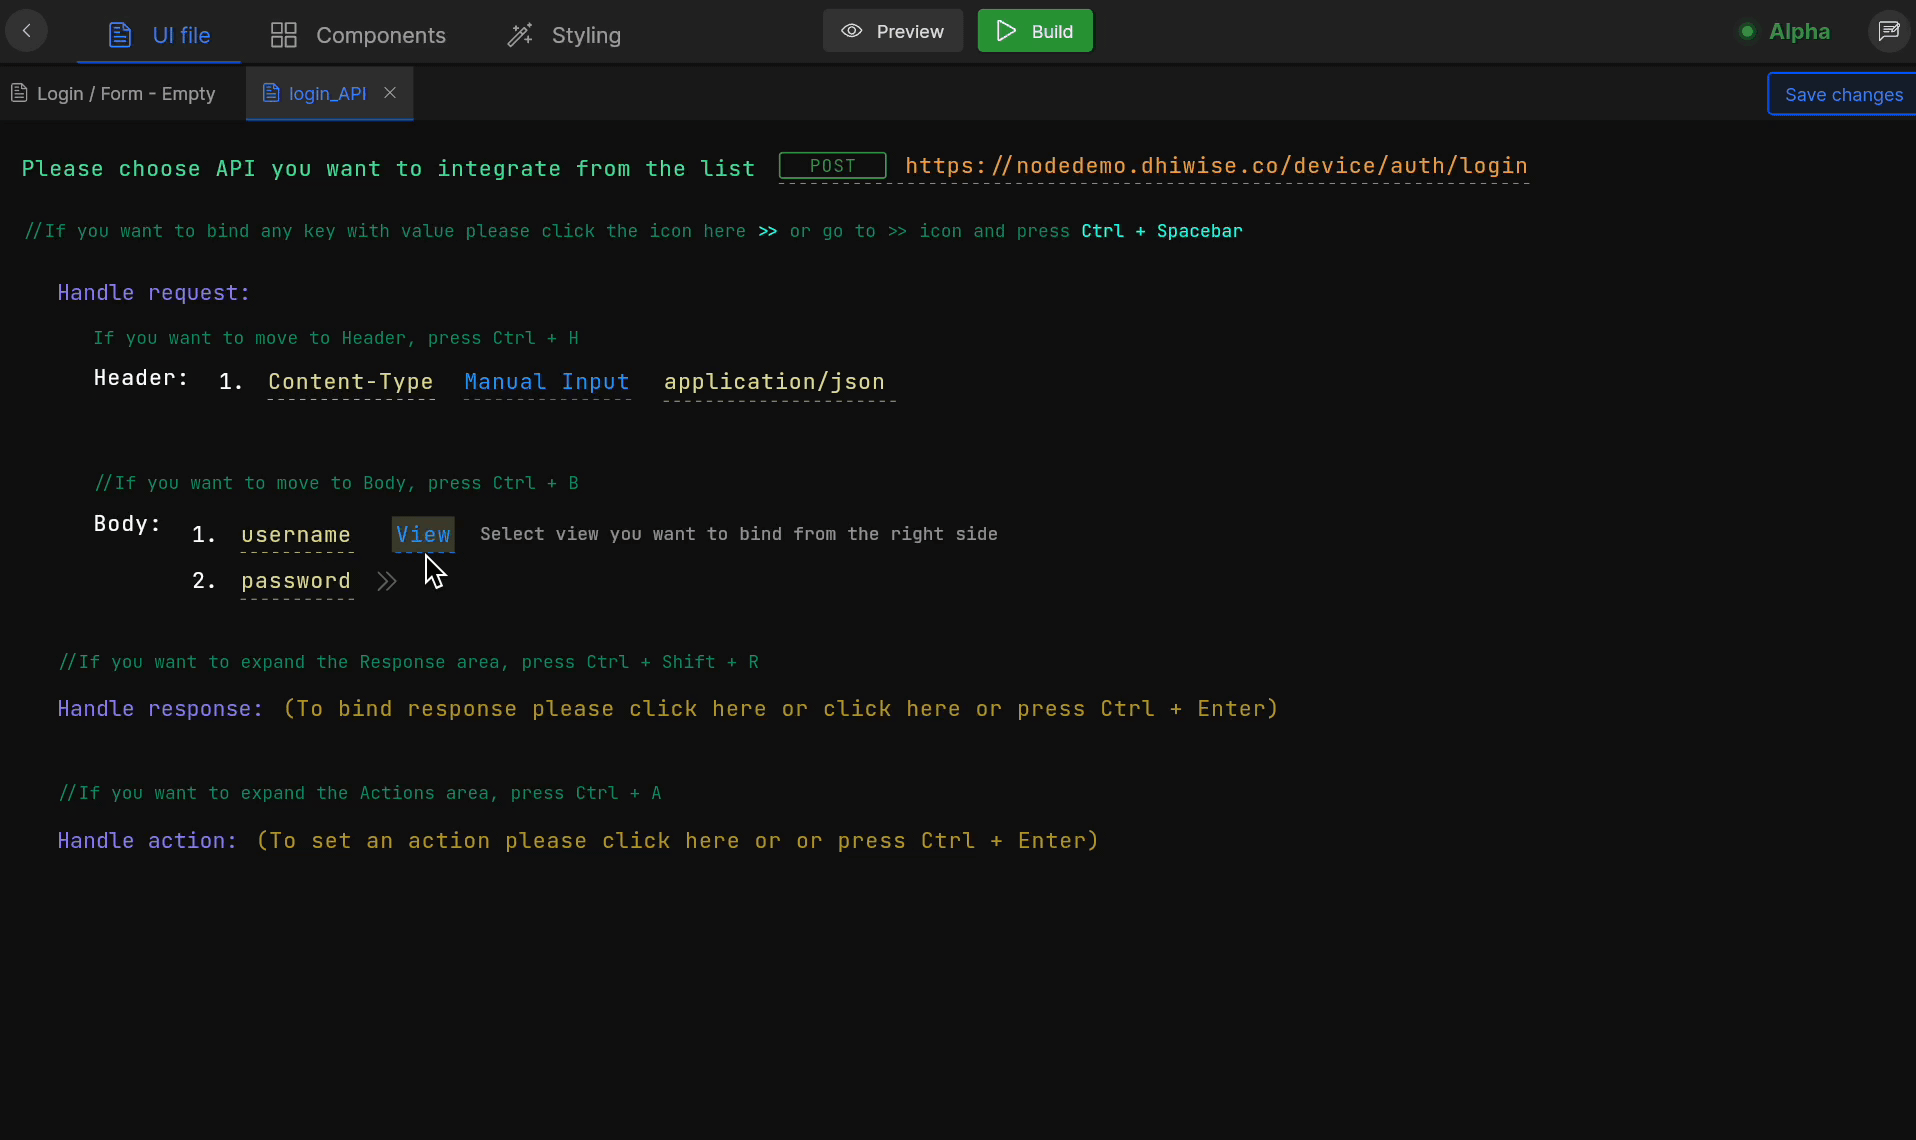 UI file Components Styling Preview Build Alpha
Login / Form - Empty login_API Save changes
Please choose API you want to integrate from the list POST https://nodedemo.dhiwise.co/device/auth/login
//If you want to bind any key with value please click the icon here >> or go to >> icon and press Ctrl + Spacebar
Handle request:
If you want to move to Header, press Ctrl + H
Header: 1. Content-Type Manual Input application/json
//If you want to move to Body, press Ctrl + B
Body: 1. username View Select view you want to bind from the right side
2. password >>
//If you want to expand the Response area, press Ctrl + Shift + R
Handle response: (To bind response please click here or click here or press Ctrl + Enter)
//If you want to expand the Actions area, press Ctrl + A
Handle action: (To set an action please click here or or press Ctrl + Enter)